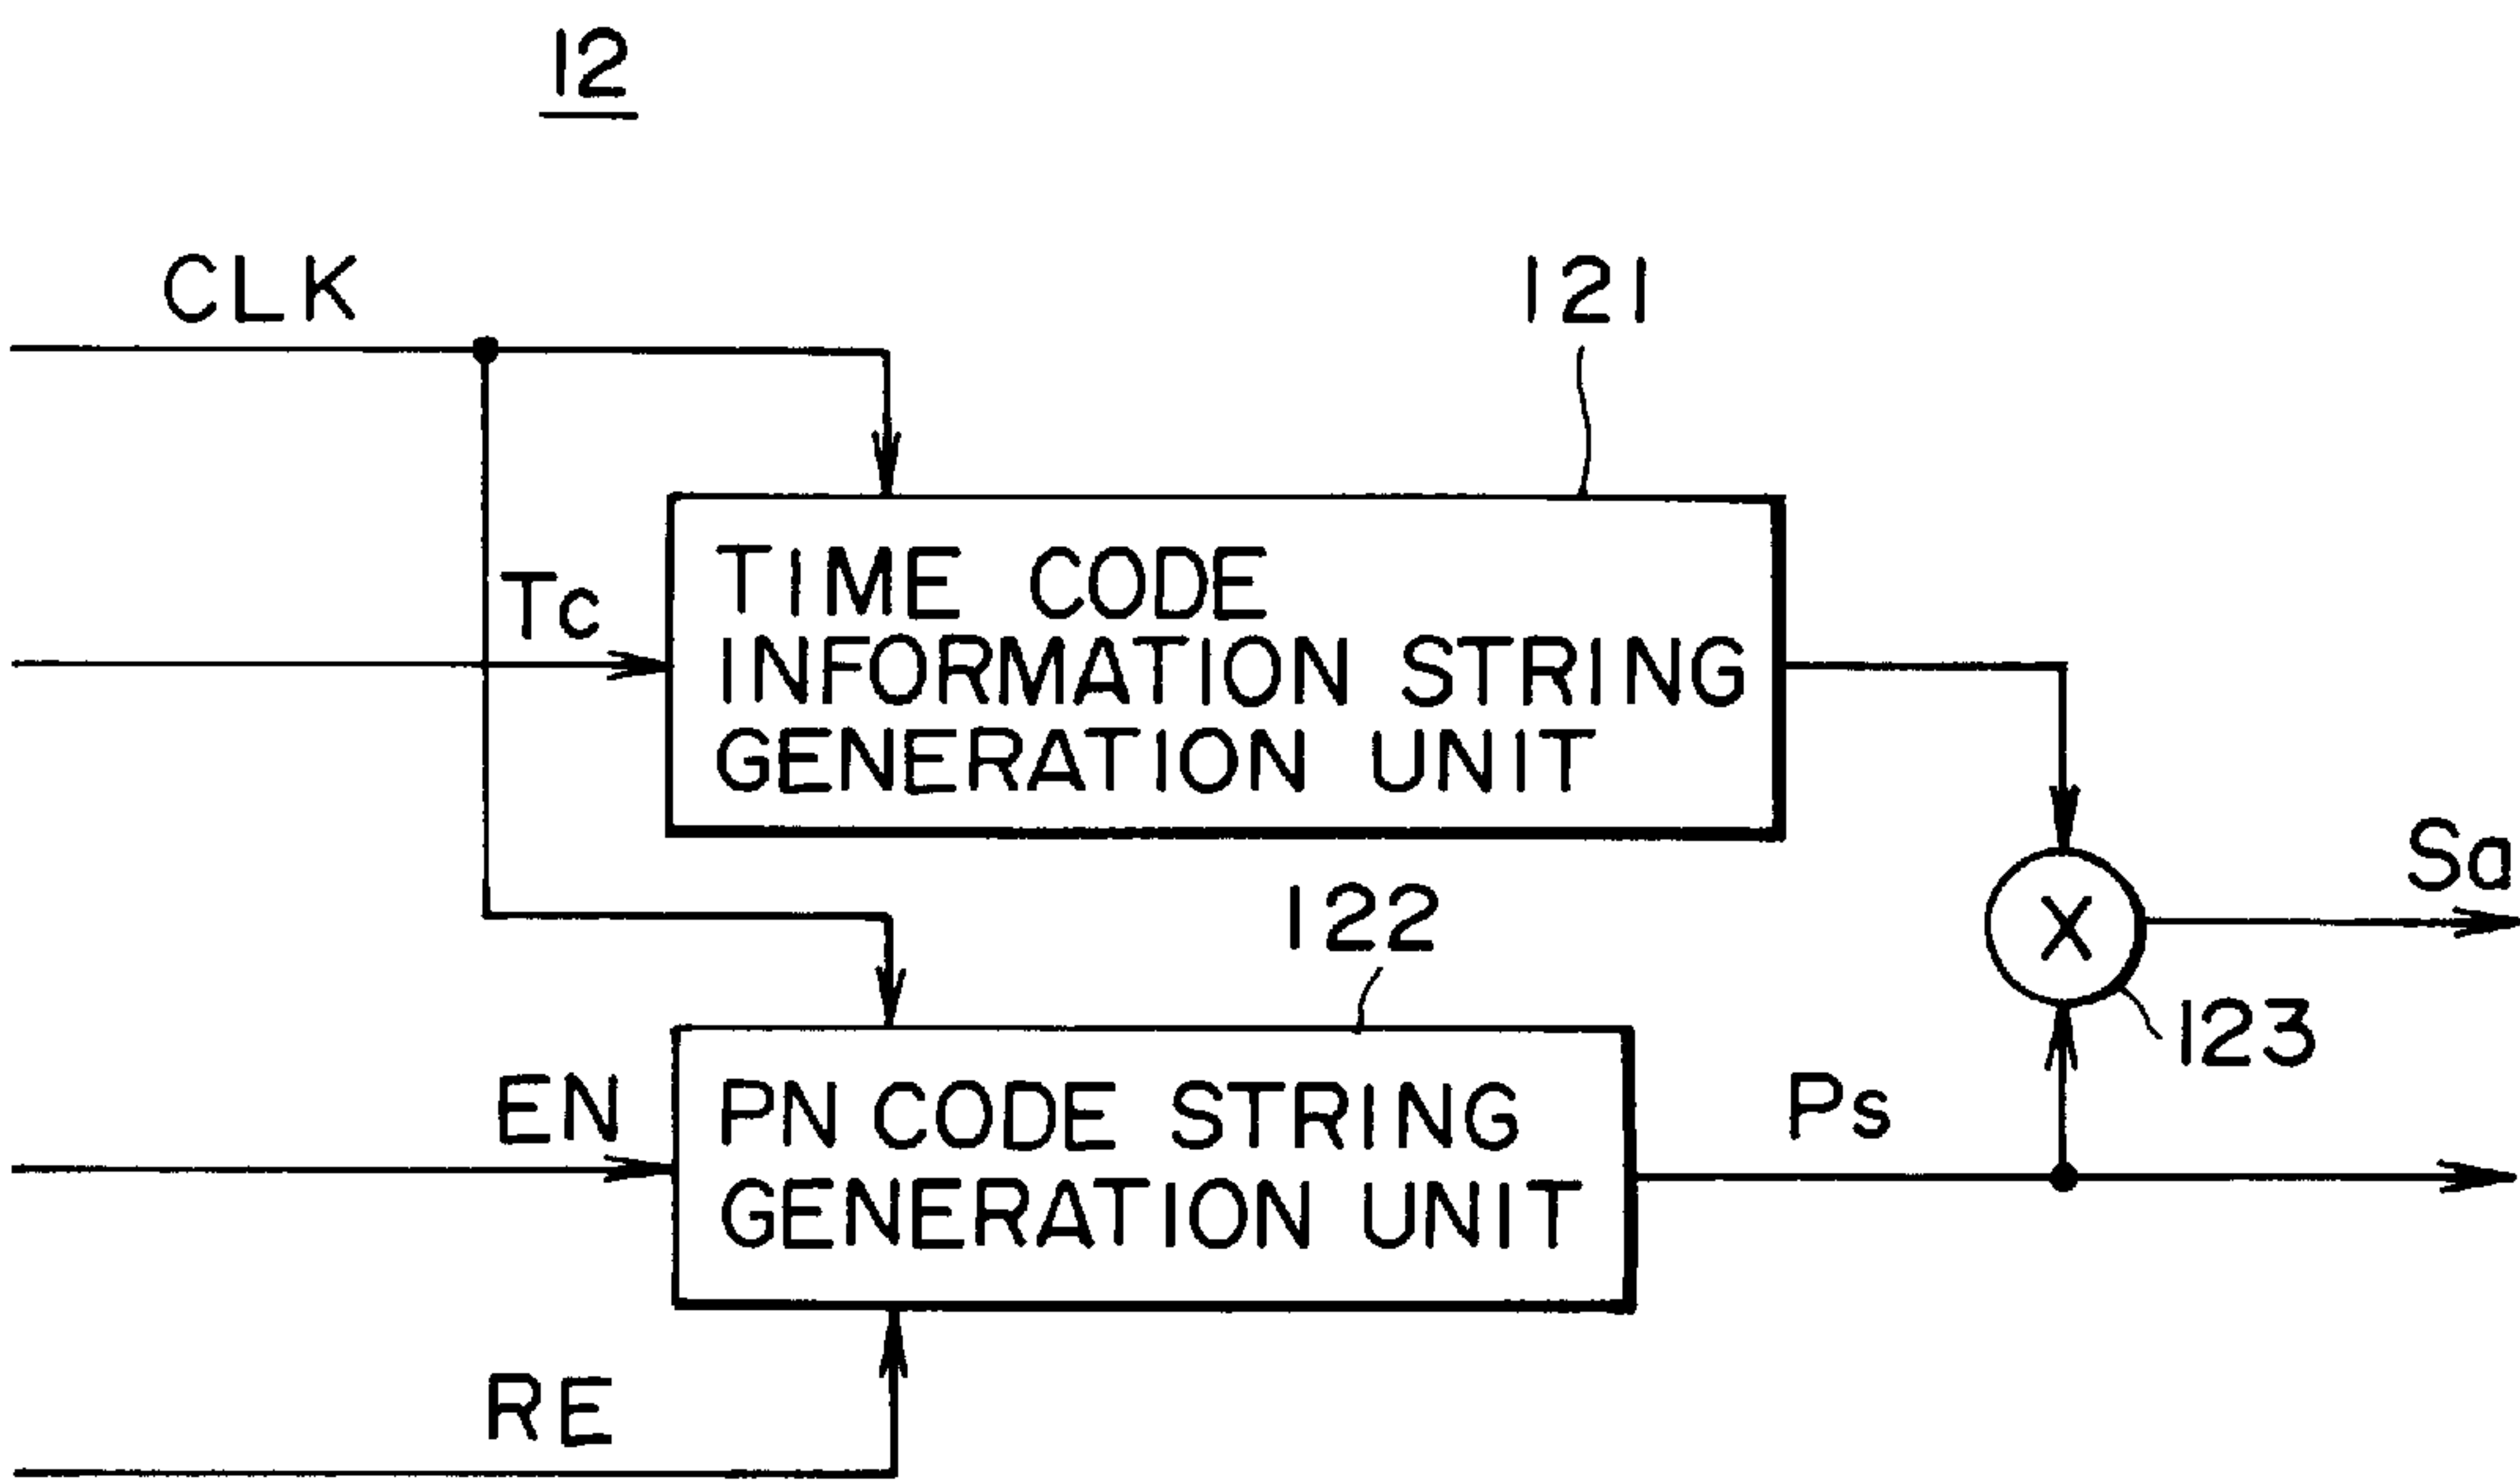 12
CLK
121
Tc
TIME CODE
INFORMATION STRING
GENERATION UNIT
Sa
122
123
EN
PN CODE STRING
GENERATION UNIT
Ps
X
RE